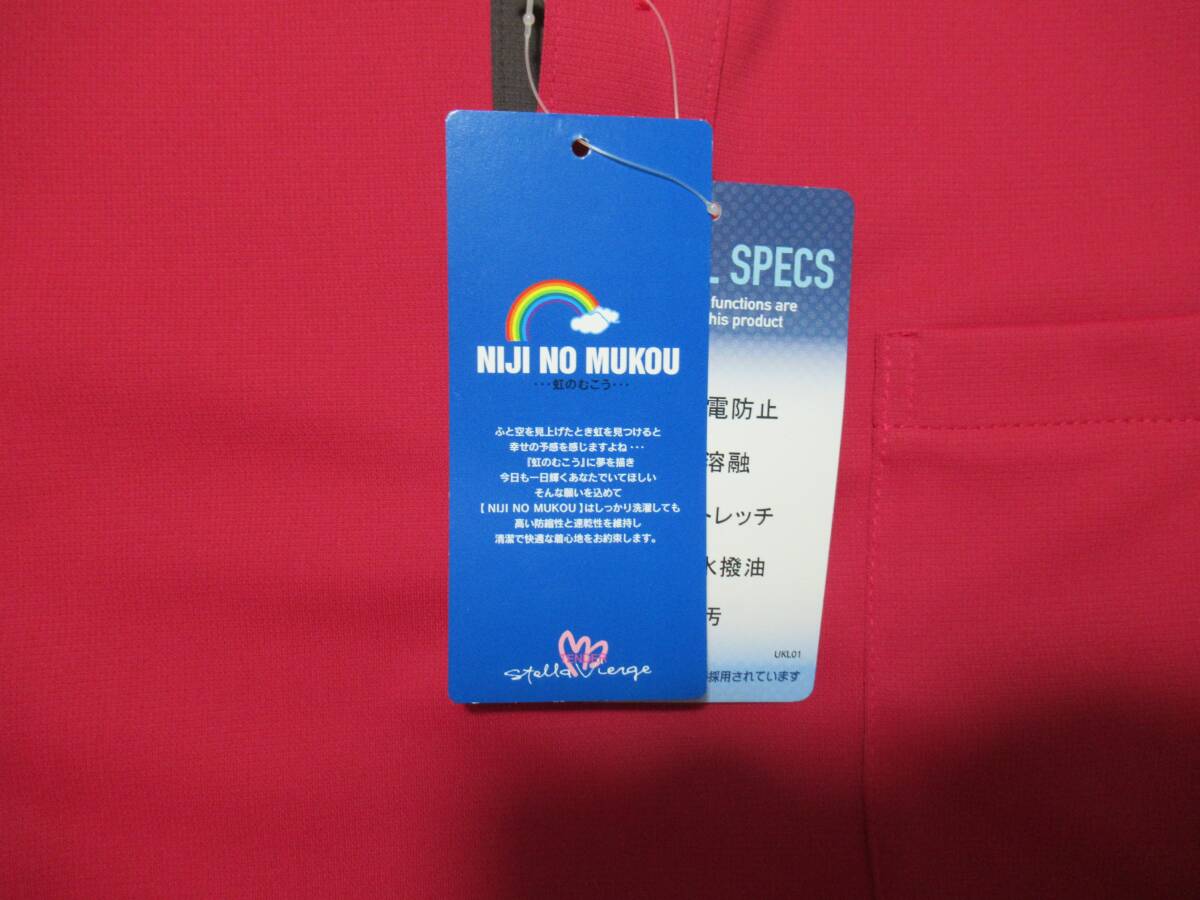 NIJI NO MUKOU
・・・虹のむこう・・・
ふと空を見上げたとき虹を見つけると
幸せの予感を感じますよね・・・
『虹のむこう』に夢を描き
今日も一日輝くあなたでいてほしい
そんな願いを込めて
【 NIJI NO MUKOU 】はしっかり洗濯しても
高い防縮性と速乾性を維持し
清潔で快適な着心地をお約束します。
TENDER
Stella Vierge
L SPECS
functions are
his product
電防止
溶融
トレッチ
水撥油
汚
UKL01
採用されています